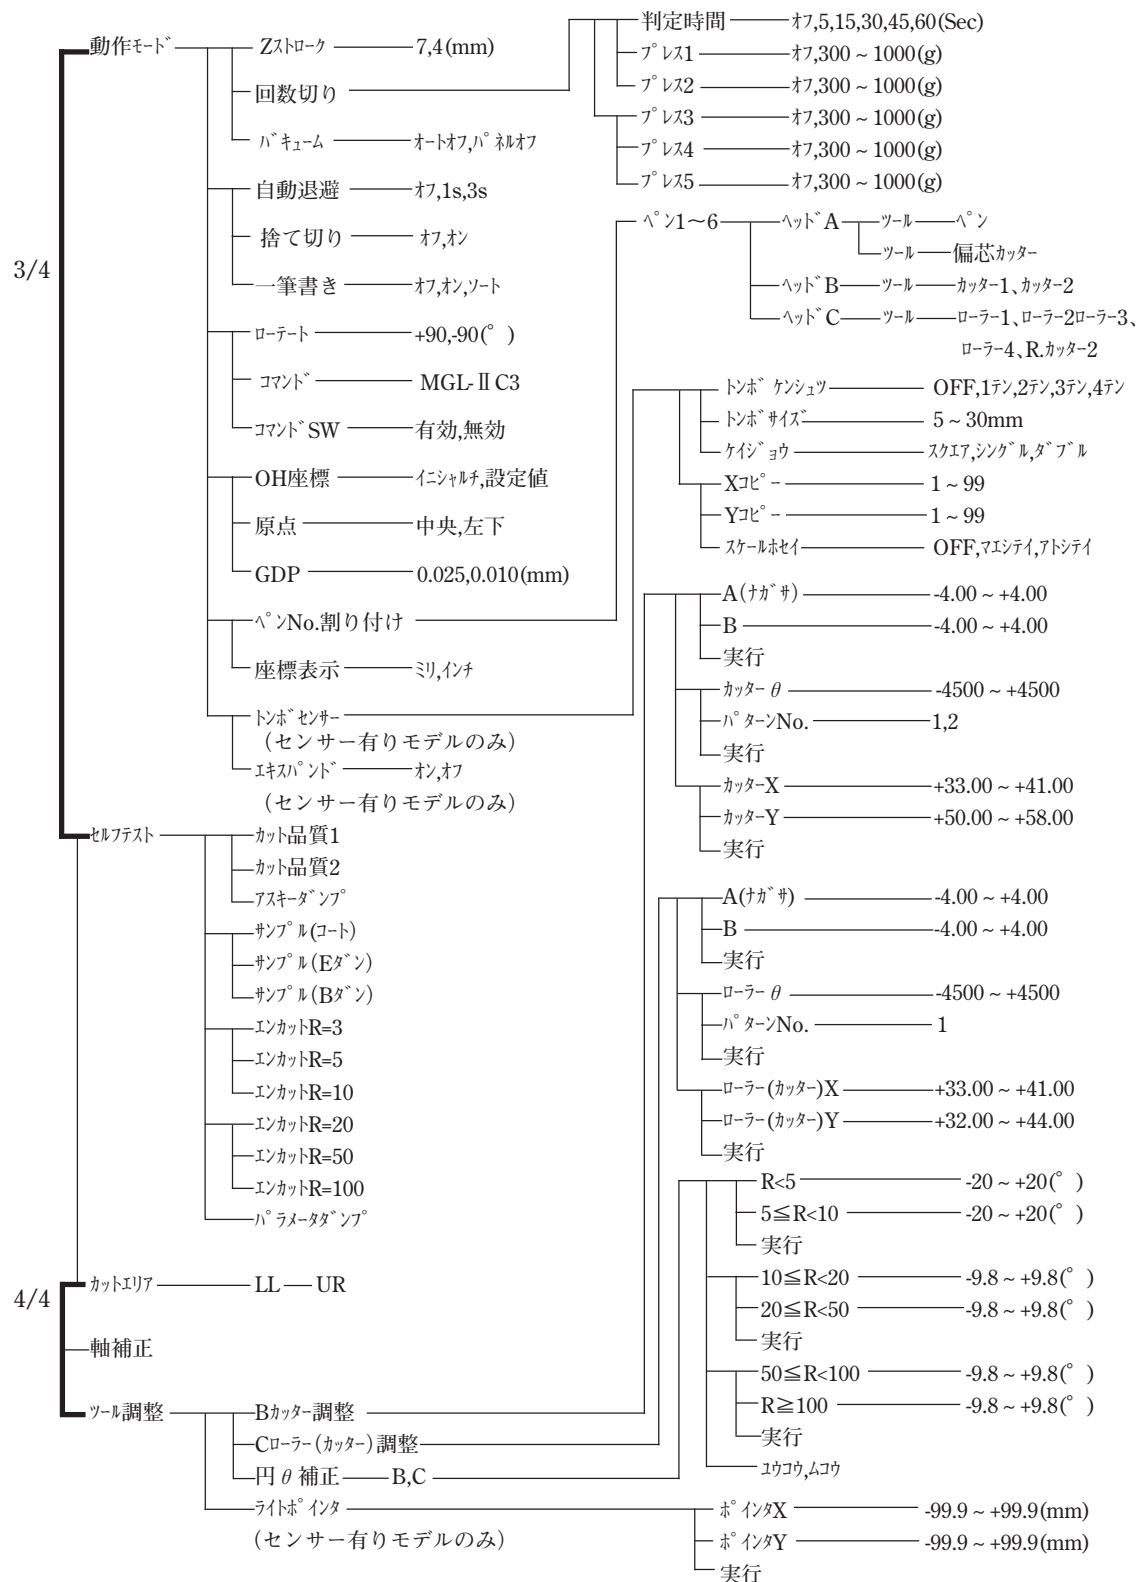 3/4
動作ﾓｰﾄﾞ
Zｽﾄﾛｰｸ 7,4(mm)
回数切り
判定時間 ｵﾌ,5,15,30,45,60(Sec)
ﾌﾟﾚｽ1 ｵﾌ,300 ~ 1000(g)
ﾌﾟﾚｽ2 ｵﾌ,300 ~ 1000(g)
ﾌﾟﾚｽ3 ｵﾌ,300 ~ 1000(g)
ﾌﾟﾚｽ4 ｵﾌ,300 ~ 1000(g)
ﾌﾟﾚｽ5 ｵﾌ,300 ~ 1000(g)
ﾊﾞｷｭｰﾑ ｵｰﾄｵﾌ,ﾊﾟﾈﾙｵﾌ
自動退避 ｵﾌ,1s,3s
捨て切り ｵﾌ,ｵﾝ
一筆書き ｵﾌ,ｵﾝ,ｿｰﾄ
ﾛｰﾃｰﾄ +90,-90(°)
ｺﾏﾝﾄﾞ MGL-ⅡC3
ｺﾏﾝﾄﾞSW 有効,無効
OH座標 ｲﾆｼｬﾙﾁ,設定値
原点 中央,左下
GDP 0.025,0.010(mm)
ﾍﾟﾝNo.割り付け
ﾍﾟﾝ1～6
ﾍｯﾄﾞA ﾂｰﾙ ﾍﾟﾝ
ﾂｰﾙ 偏芯ｶｯﾀｰ
ﾍｯﾄﾞB ﾂｰﾙ ｶｯﾀｰ1、ｶｯﾀｰ2
ﾍｯﾄﾞC ﾂｰﾙ ﾛｰﾗｰ1、ﾛｰﾗｰ2ﾛｰﾗｰ3、
ﾛｰﾗｰ4、R.ｶｯﾀｰ2
座標表示 ﾐﾘ,ｲﾝﾁ
ﾄﾝﾎﾞｾﾝｻｰ
(センサー有りモデルのみ)
ﾄﾝﾎﾞｹﾝｼｭﾂ OFF,1ﾃﾝ,2ﾃﾝ,3ﾃﾝ,4ﾃﾝ
ﾄﾝﾎﾞｻｲｽﾞ 5 ~ 30mm
ｹｲｼﾞｮｳ ｽｸｴｱ,ｼﾝｸﾞﾙ,ﾀﾞﾌﾞﾙ
Xｺﾋﾟｰ 1 ~ 99
Yｺﾋﾟｰ 1 ~ 99
ｽｹｰﾙﾎｾｲ OFF,ﾏｴｼﾃｲ,ｱﾄｼﾃｲ
ｴｷｽﾊﾟﾝﾄﾞ ｵﾝ,ｵﾌ
(センサー有りモデルのみ)
ｾﾙﾌﾃｽﾄ
ｶｯﾄ品質1
ｶｯﾄ品質2
ｱｽｷｰﾀﾞﾝﾌﾟ
ｻﾝﾌﾟﾙ(ｺｰﾄ)
ｻﾝﾌﾟﾙ(Eﾀﾞﾝ)
ｻﾝﾌﾟﾙ(Bﾀﾞﾝ)
ｴﾝｶｯﾄR=3
ｴﾝｶｯﾄR=5
ｴﾝｶｯﾄR=10
ｴﾝｶｯﾄR=20
ｴﾝｶｯﾄR=50
ｴﾝｶｯﾄR=100
ﾊﾟﾗﾒｰﾀﾀﾞﾝﾌﾟ
4/4
ｶｯﾄｴﾘｱ LL UR
軸補正
ﾂｰﾙ調整
Bｶｯﾀｰ調整
A(ﾅｶﾞｻ) -4.00 ~ +4.00
B -4.00 ~ +4.00
実行
ｶｯﾀｰθ -4500 ~ +4500
ﾊﾟﾀｰﾝNo. 1,2
実行
ｶｯﾀｰX +33.00 ~ +41.00
ｶｯﾀｰY +50.00 ~ +58.00
実行
Cﾛｰﾗｰ(ｶｯﾀｰ)調整
A(ﾅｶﾞｻ) -4.00 ~ +4.00
B -4.00 ~ +4.00
実行
ﾛｰﾗｰθ -4500 ~ +4500
ﾊﾟﾀｰﾝNo. 1
実行
ﾛｰﾗｰ(ｶｯﾀｰ)X +33.00 ~ +41.00
ﾛｰﾗｰ(ｶｯﾀｰ)Y +32.00 ~ +44.00
実行
円θ補正 B,C
R<5 -20 ~ +20(°)
5≦R<10 -20 ~ +20(°)
実行
10≦R<20 -9.8 ~ +9.8(°)
20≦R<50 -9.8 ~ +9.8(°)
実行
50≦R<100 -9.8 ~ +9.8(°)
R≧100 -9.8 ~ +9.8(°)
実行
ﾕｳｺｳ,ﾑｺｳ
ﾗｲﾄﾎﾟｲﾝﾀ
(センサー有りモデルのみ)
ﾎﾟｲﾝﾀX -99.9 ~ +99.9(mm)
ﾎﾟｲﾝﾀY -99.9 ~ +99.9(mm)
実行